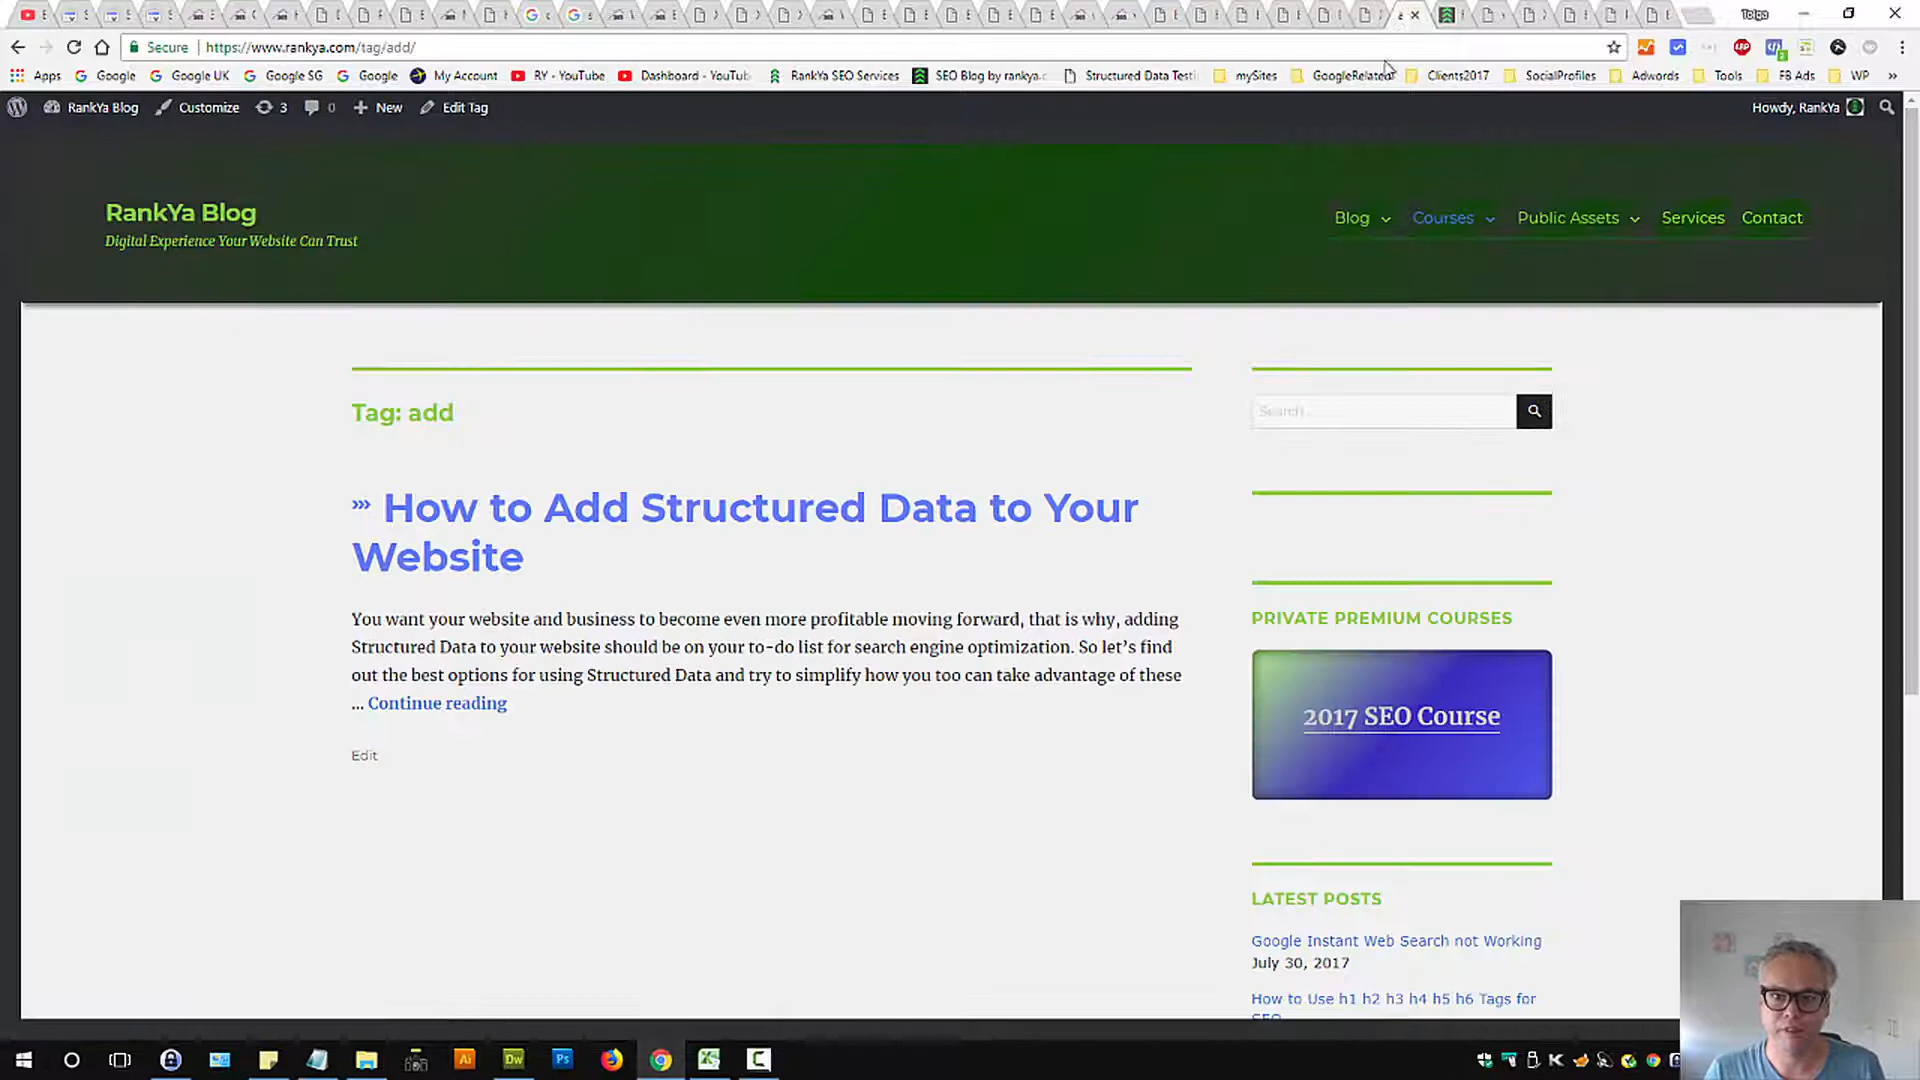 Tolga
Secure
https://www.rankya.com/tag/add/
Apps
Google
Google UK
Google SG
Google
My Account
RY - YouTube
Dashboard - YouTub
RankYa SEO Services
SEO Blog by rankya.c
Structured Data Testi
mySites
GoogleRelated
Clients2017
SocialProfiles
Adwords
Tools
FB Ads
WP
RankYa Blog
Customize
3
0
New
Edit Tag
Howdy, RankYa
RankYa Blog
Digital Experience Your Website Can Trust
Blog
Courses
Public Assets
Services
Contact
Tag: add
Search …
››› How to Add Structured Data to Your
Website
You want your website and business to become even more profitable moving forward, that is why, adding
Structured Data to your website should be on your to-do list for search engine optimization. So let’s find
out the best options for using Structured Data and try to simplify how you too can take advantage of these
... Continue reading
Edit
PRIVATE PREMIUM COURSES
2017 SEO Course
LATEST POSTS
Google Instant Web Search not Working
July 30, 2017
How to Use h1 h2 h3 h4 h5 h6 Tags for
SEO
Ai
Dw
Ps